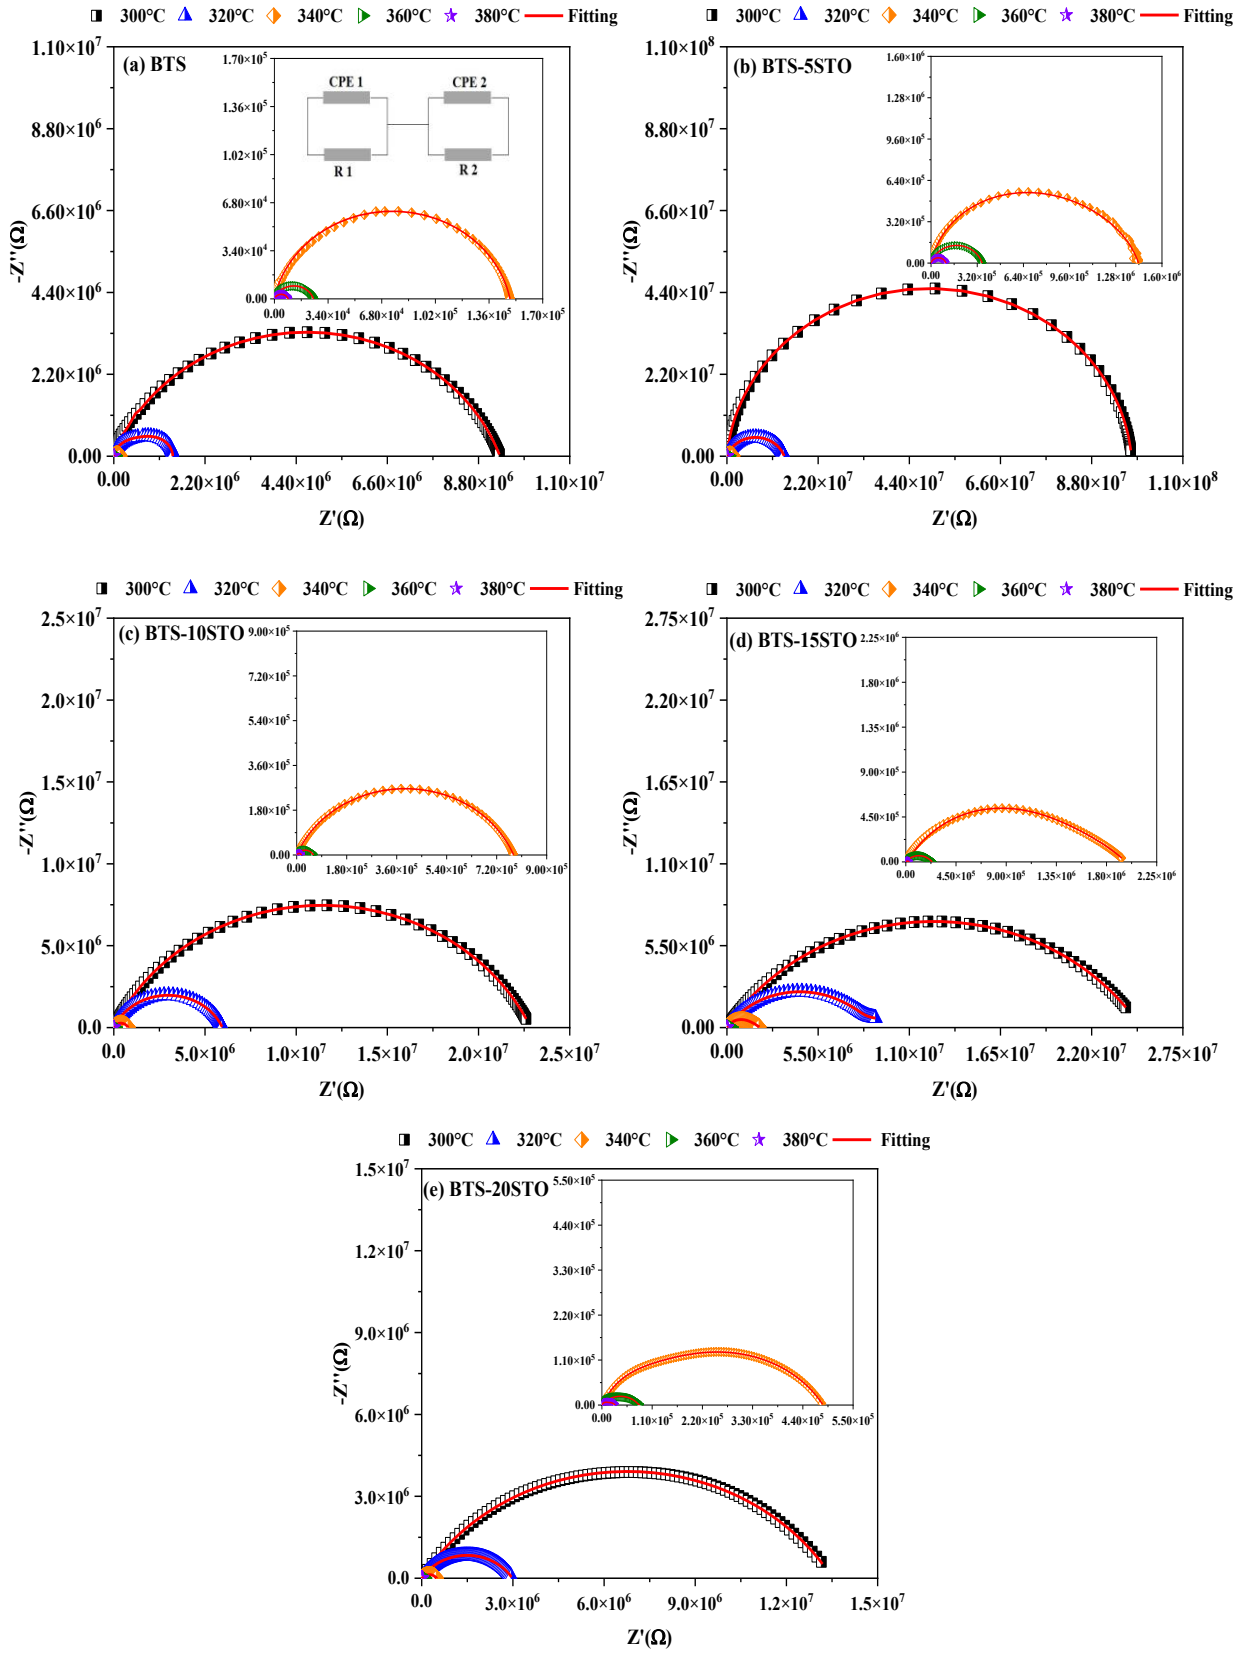 300°C 320°C 340°C 360°C 380°C Fitting
(a) BTS
1.10×10⁷
8.80×10⁶
6.60×10⁶
4.40×10⁶
2.20×10⁶
0.00
-Z''(Ω)
0.00 2.20×10⁶ 4.40×10⁶ 6.60×10⁶ 8.80×10⁶ 1.10×10⁷
Z'(Ω)
1.70×10⁵
1.36×10⁵
1.02×10⁵
6.80×10⁴
3.40×10⁴
0.00
0.00 3.40×10⁴ 6.80×10⁴ 1.02×10⁵ 1.36×10⁵ 1.70×10⁵
CPE 1 CPE 2
R 1 R 2
300°C 320°C 340°C 360°C 380°C Fitting
(b) BTS-5STO
1.10×10⁸
8.80×10⁷
6.60×10⁷
4.40×10⁷
2.20×10⁷
0.00
-Z''(Ω)
0.00 2.20×10⁷ 4.40×10⁷ 6.60×10⁷ 8.80×10⁷ 1.10×10⁸
Z'(Ω)
1.60×10⁶
1.28×10⁶
9.60×10⁵
6.40×10⁵
3.20×10⁵
0.00
0.00 3.20×10⁵ 6.40×10⁵ 9.60×10⁵ 1.28×10⁶ 1.60×10⁶
300°C 320°C 340°C 360°C 380°C Fitting
(c) BTS-10STO
2.5×10⁷
2.0×10⁷
1.5×10⁷
1.0×10⁷
5.0×10⁶
0.0
-Z''(Ω)
0.0 5.0×10⁶ 1.0×10⁷ 1.5×10⁷ 2.0×10⁷ 2.5×10⁷
Z'(Ω)
9.00×10⁵
7.20×10⁵
5.40×10⁵
3.60×10⁵
1.80×10⁵
0.00
0.00 1.80×10⁵ 3.60×10⁵ 5.40×10⁵ 7.20×10⁵ 9.00×10⁵
300°C 320°C 340°C 360°C 380°C Fitting
(d) BTS-15STO
2.75×10⁷
2.20×10⁷
1.65×10⁷
1.10×10⁷
5.50×10⁶
0.00
-Z''(Ω)
0.00 5.50×10⁶ 1.10×10⁷ 1.65×10⁷ 2.20×10⁷ 2.75×10⁷
Z'(Ω)
2.25×10⁶
1.80×10⁶
1.35×10⁶
9.00×10⁵
4.50×10⁵
0.00
0.00 4.50×10⁵ 9.00×10⁵ 1.35×10⁶ 1.80×10⁶ 2.25×10⁶
300°C 320°C 340°C 360°C 380°C Fitting
(e) BTS-20STO
1.5×10⁷
1.2×10⁷
9.0×10⁶
6.0×10⁶
3.0×10⁶
0.0
-Z''(Ω)
0.0 3.0×10⁶ 6.0×10⁶ 9.0×10⁶ 1.2×10⁷ 1.5×10⁷
Z'(Ω)
5.50×10⁵
4.40×10⁵
3.30×10⁵
2.20×10⁵
1.10×10⁵
0.00
0.00 1.10×10⁵ 2.20×10⁵ 3.30×10⁵ 4.40×10⁵ 5.50×10⁵